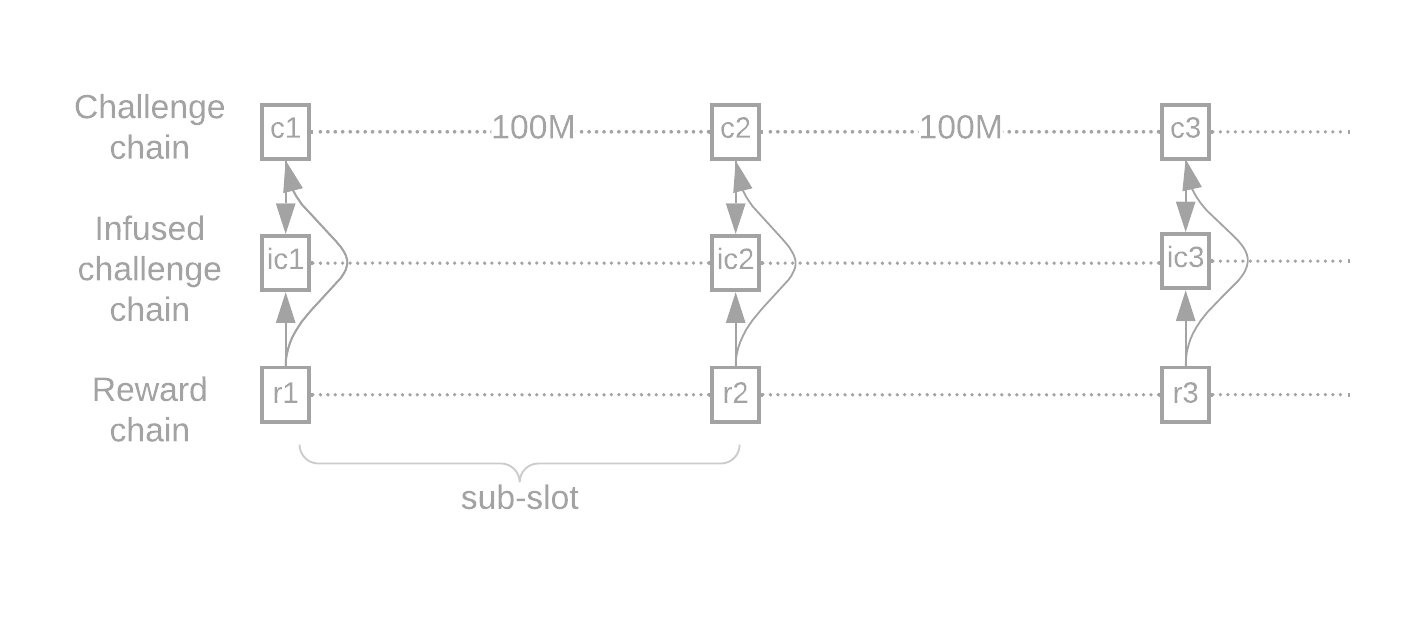 Challenge
chain
c1 100M c2 100M c3
Infused
challenge
chain
ic1 ic2 ic3
Reward
chain
r1 r2 r3
sub-slot